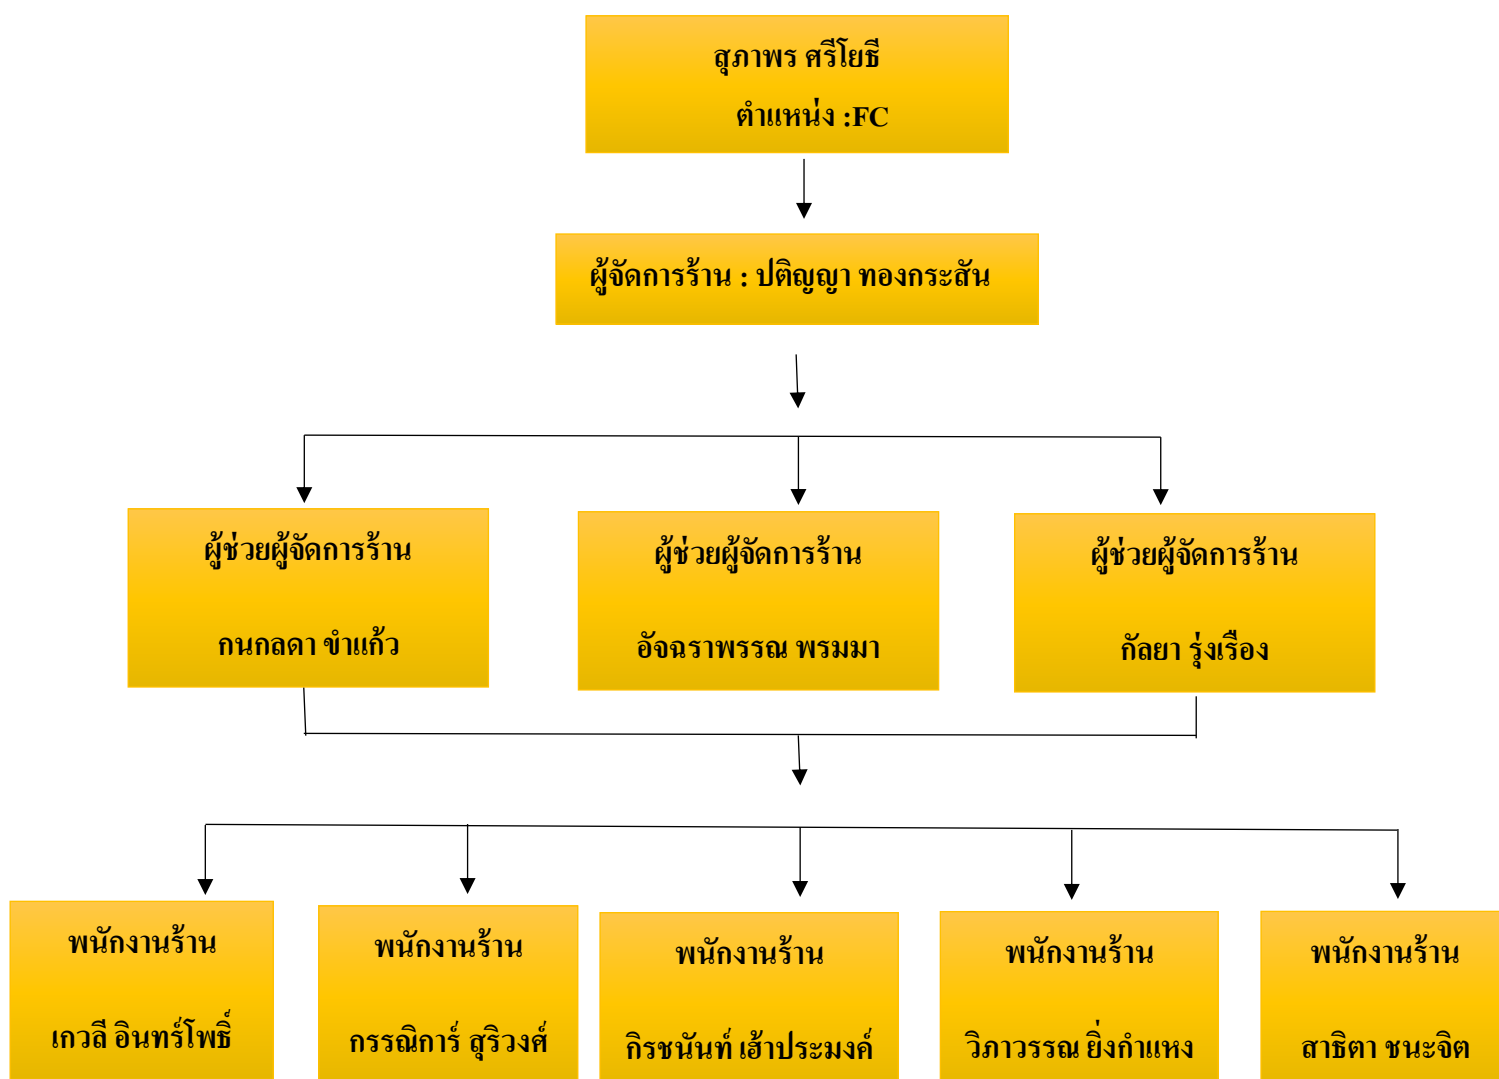 สุภาพร ศรีโยธี
ตำแหน่ง :FC
ผู้จัดการร้าน : ปติญญา ทองกระสัน
ผู้ช่วยผู้จัดการร้าน
กนกลดา ขำแก้ว
ผู้ช่วยผู้จัดการร้าน
อัจฉราพรรณ พรมมา
ผู้ช่วยผู้จัดการร้าน
กัลยา รุ่งเรือง
พนักงานร้าน
เกวลี อินทร์โพธิ์
พนักงานร้าน
กรรณิการ์ สุริวงศ์
พนักงานร้าน
กิรชนันท์ เฮ้าประมงค์
พนักงานร้าน
วิภาวรรณ ยิ่งกำแหง
พนักงานร้าน
สาธิตา ชนะจิต